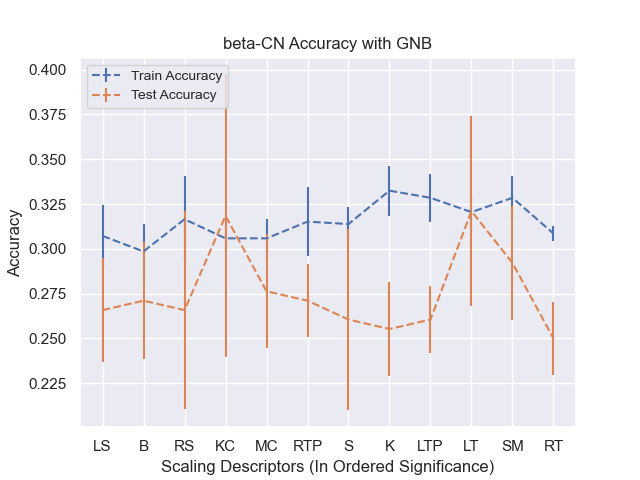 beta-CN Accuracy with GNB
Train Accuracy
Test Accuracy
0.400
0.375
0.350
0.325
0.300
0.275
0.250
0.225
Accuracy
LS B RS KC MC RTP S K LTP LT SM RT
Scaling Descriptors (In Ordered Significance)